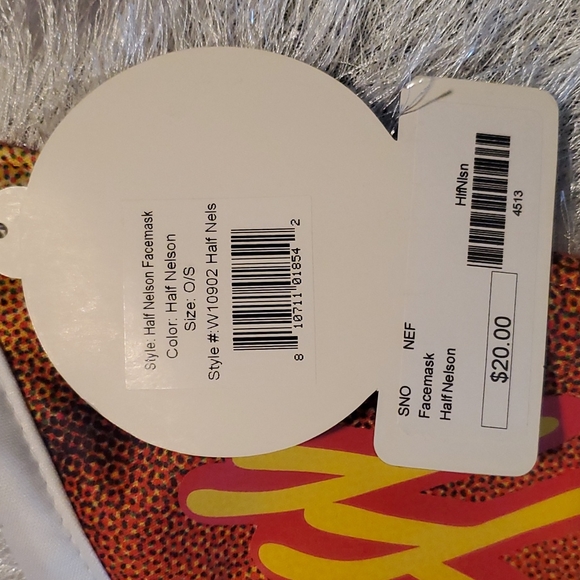 Style: Half Nelson Facemask
Color: Half Nelson
Size: O/S
Style #: W10902 Half Nels
8 10711 01854 2
SNO NEF
Facemask
Half Nelson
$20.00
HlfNlsn
4513